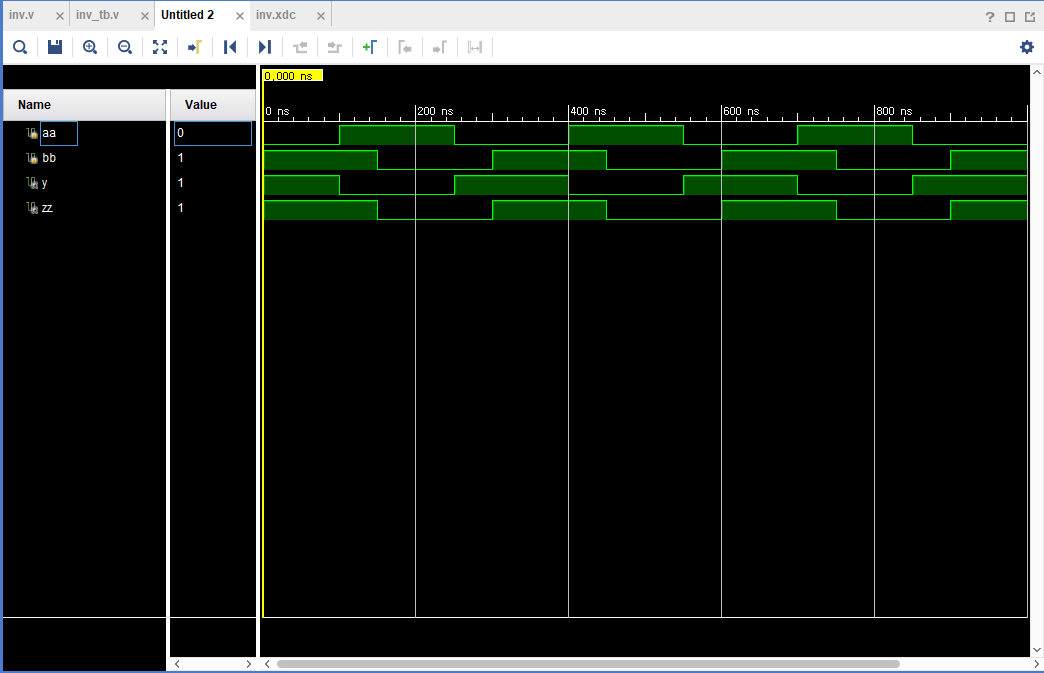 inv.v inv_tb.v Untitled 2 inv.xdc
0.000 ns
Name Value 0 ns 200 ns 400 ns 600 ns 800 ns
aa 0
bb 1
y 1
zz 1